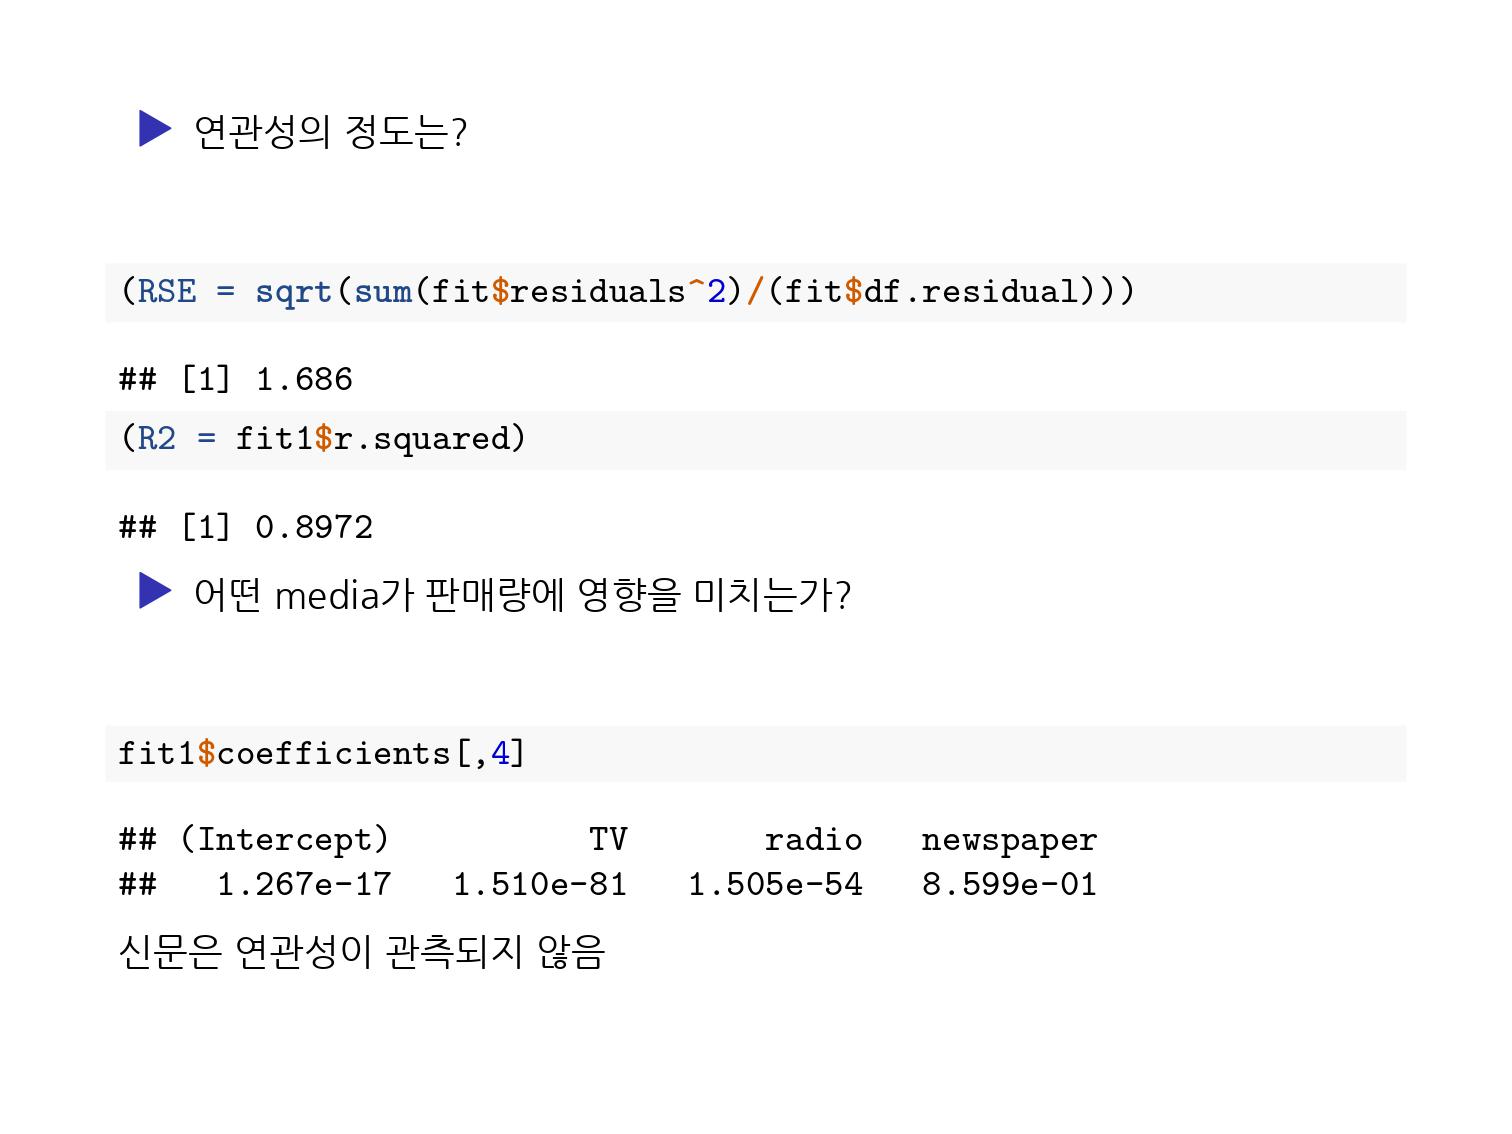 ▶ 연관성의 정도는?
(RSE = sqrt(sum(fit$residuals^2)/(fit$df.residual)))
## [1] 1.686
(R2 = fit1$r.squared)
## [1] 0.8972
▶ 어떤 media가 판매량에 영향을 미치는가?
fit1$coefficients[,4]
## (Intercept)          TV       radio   newspaper
##   1.267e-17   1.510e-81   1.505e-54   8.599e-01
신문은 연관성이 관측되지 않음